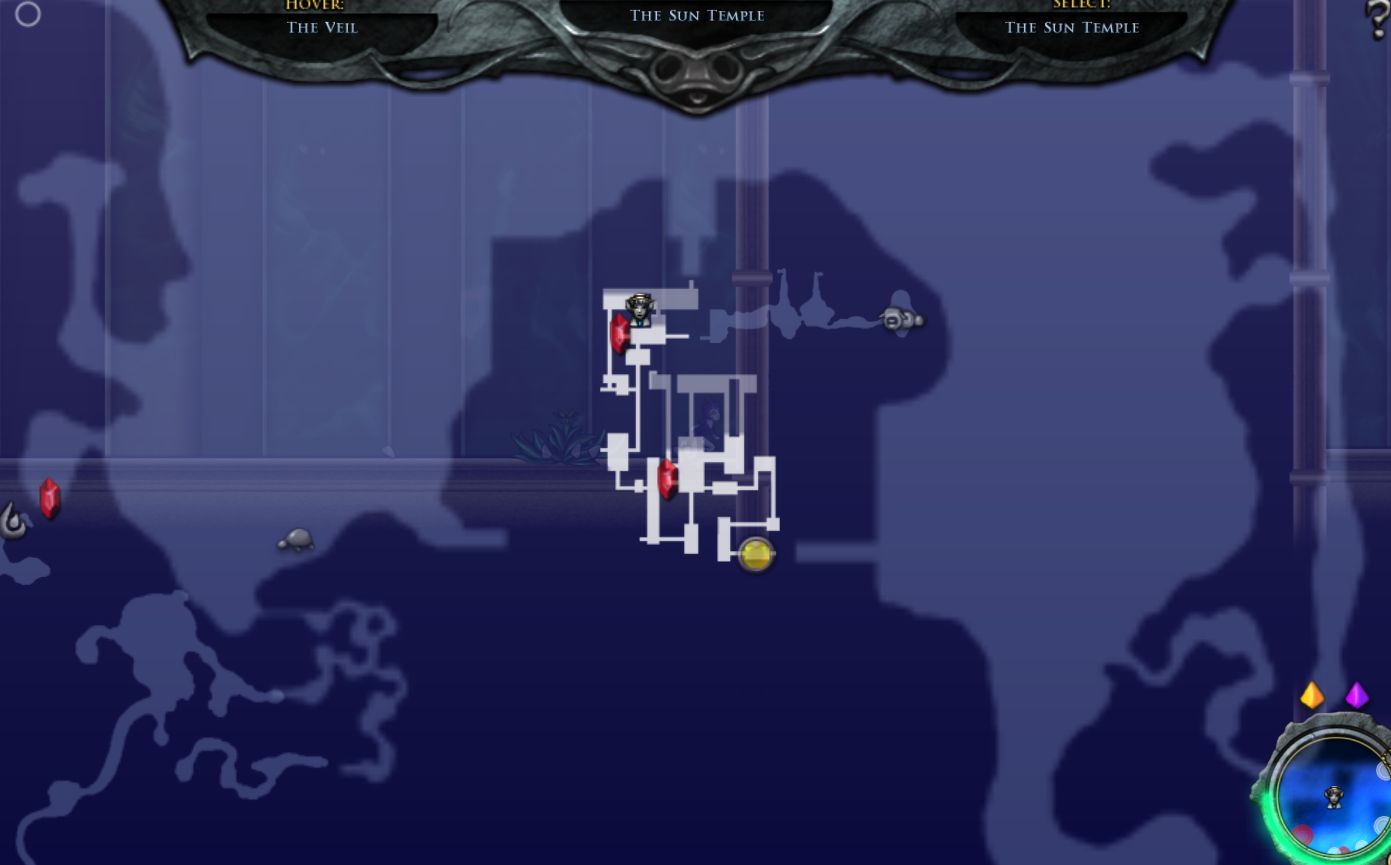 HOVER:
THE VEIL
THE SUN TEMPLE
SELECT:
THE SUN TEMPLE
?